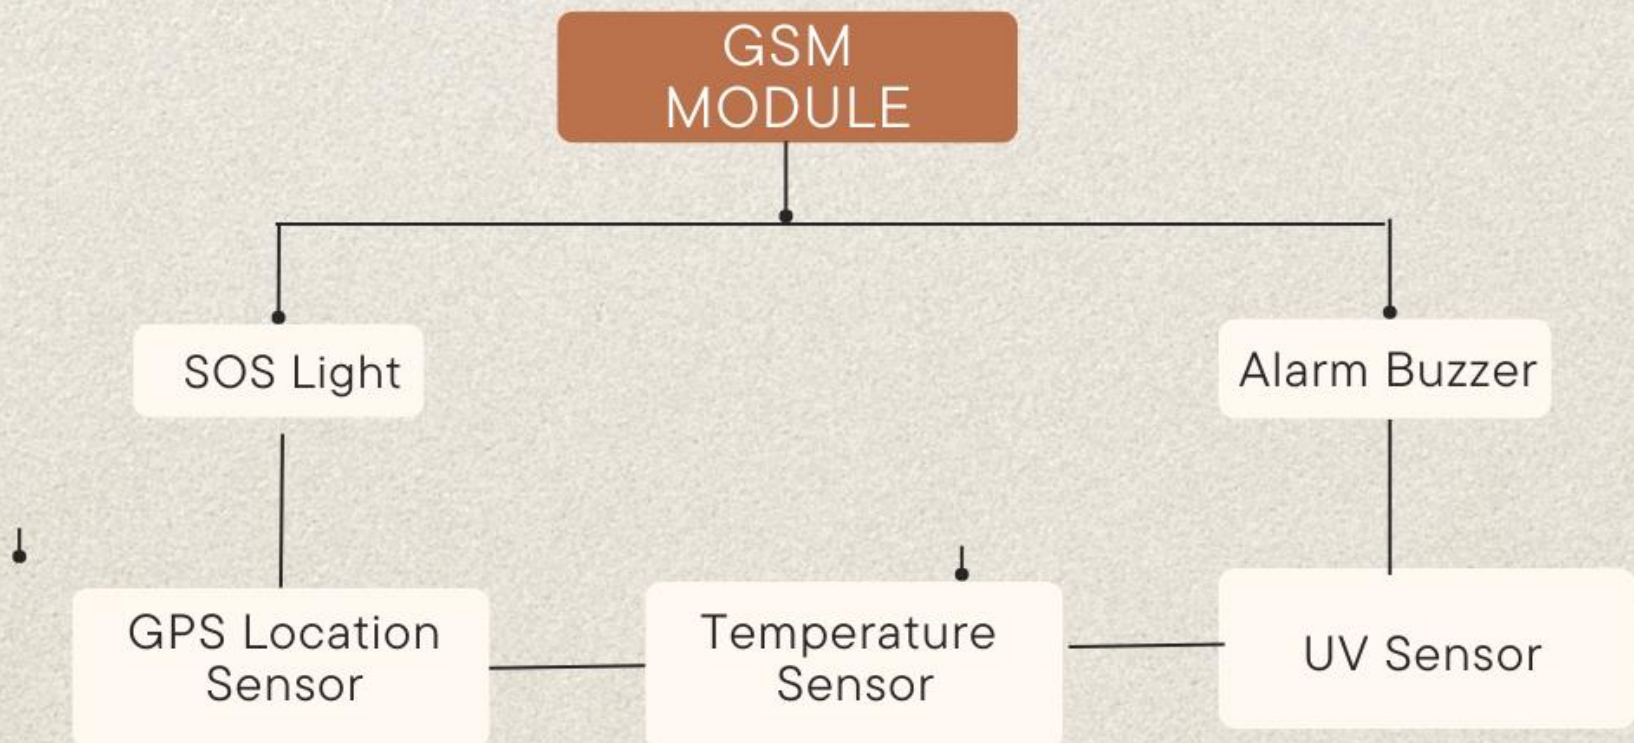 GSM
MODULE
SOS Light
Alarm Buzzer
GPS Location
Sensor
Temperature
Sensor
UV Sensor